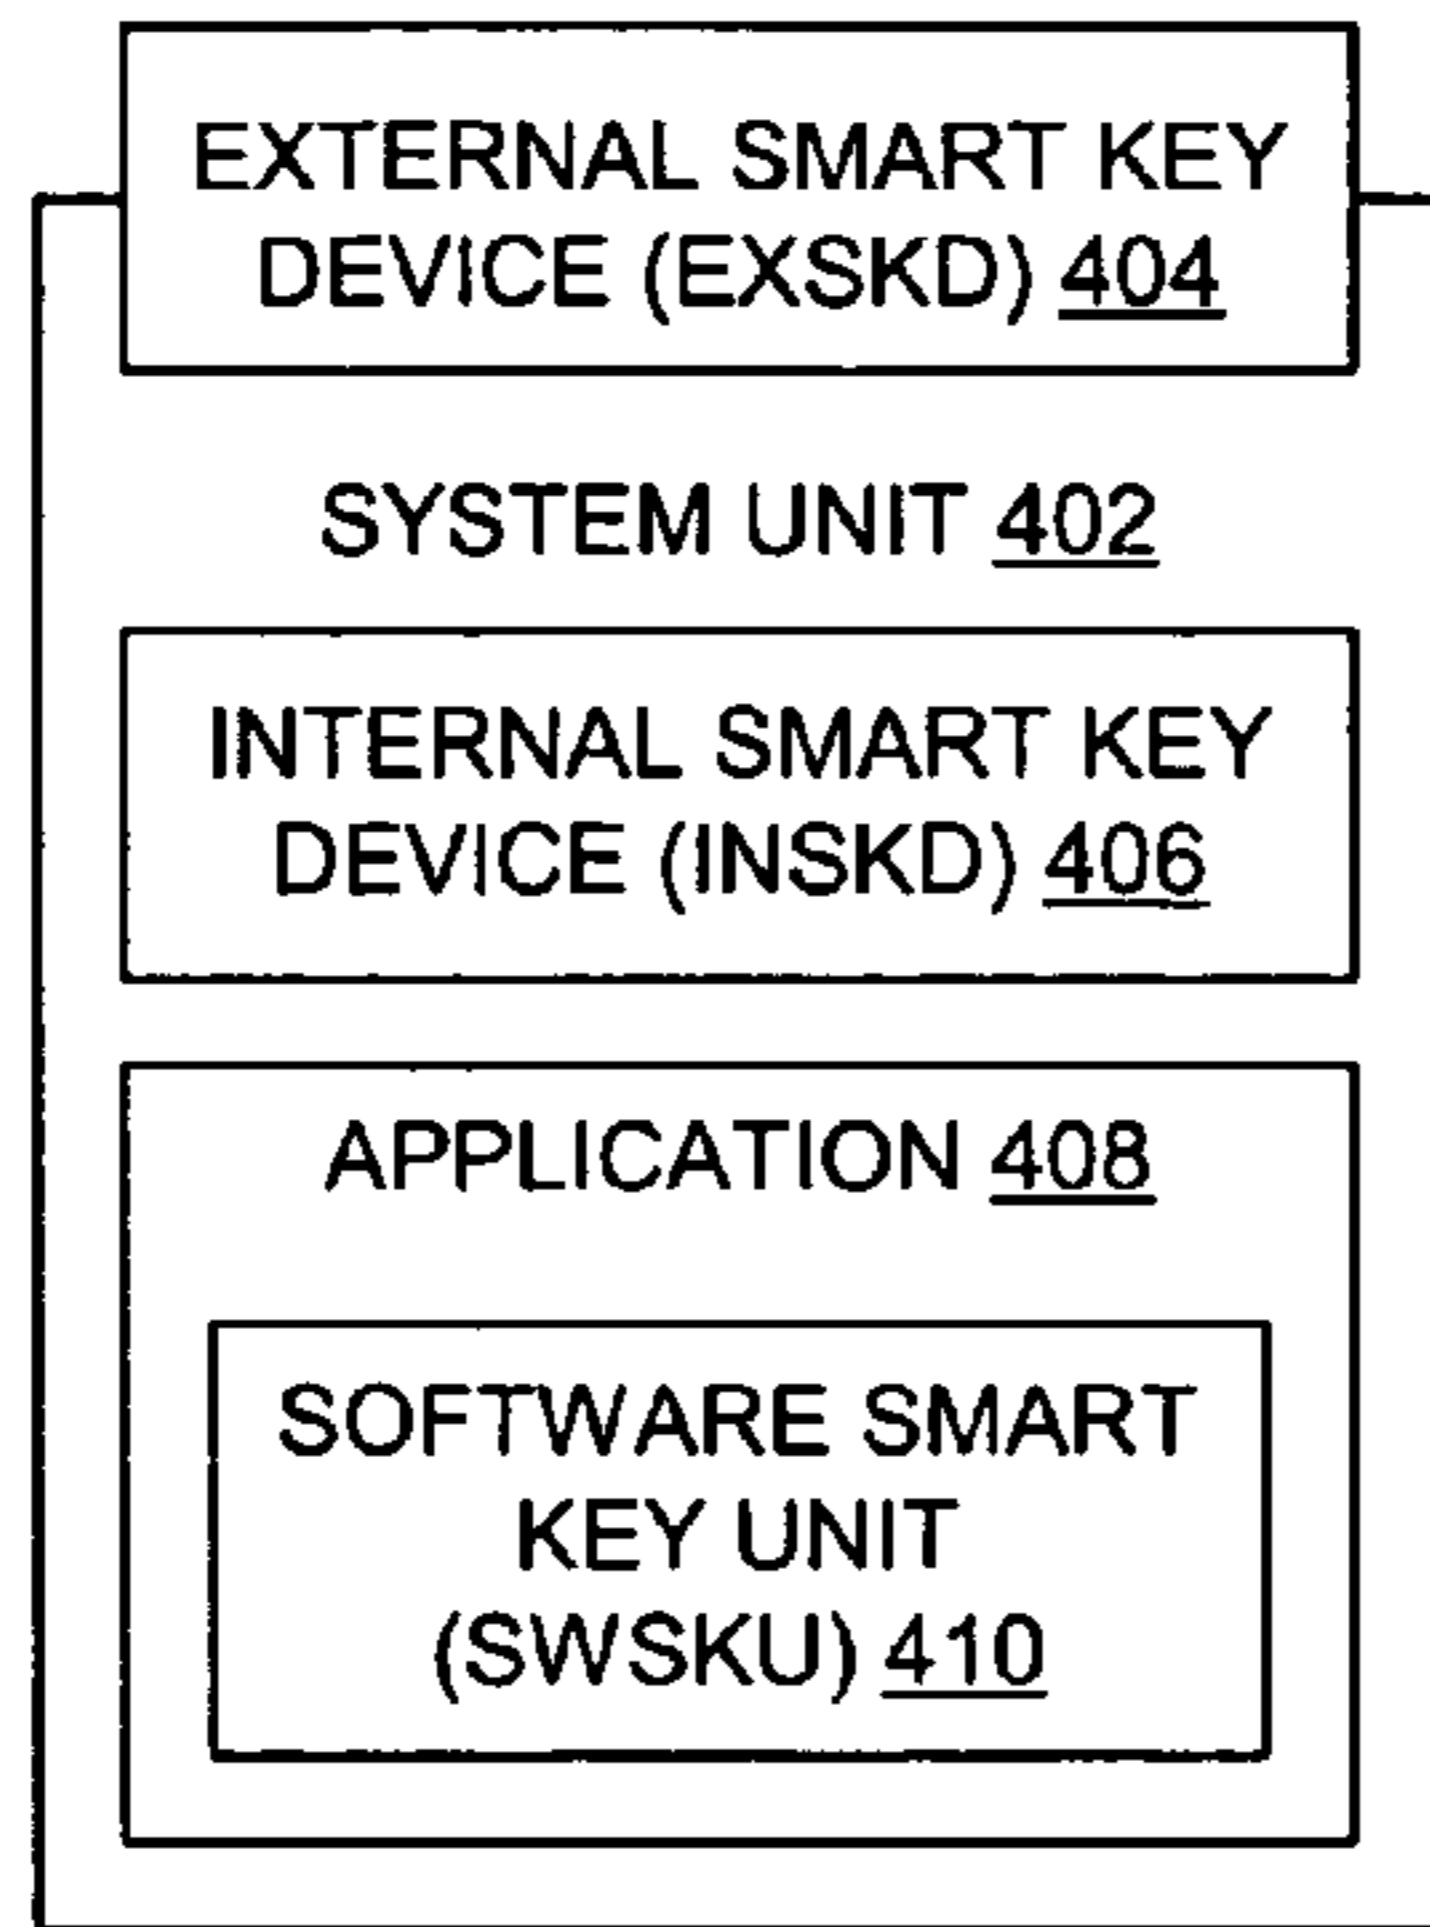 EXTERNAL SMART KEY
DEVICE (EXSKD) 404
SYSTEM UNIT 402
INTERNAL SMART KEY
DEVICE (INSKD) 406
APPLICATION 408
SOFTWARE SMART
KEY UNIT
(SWSKU) 410